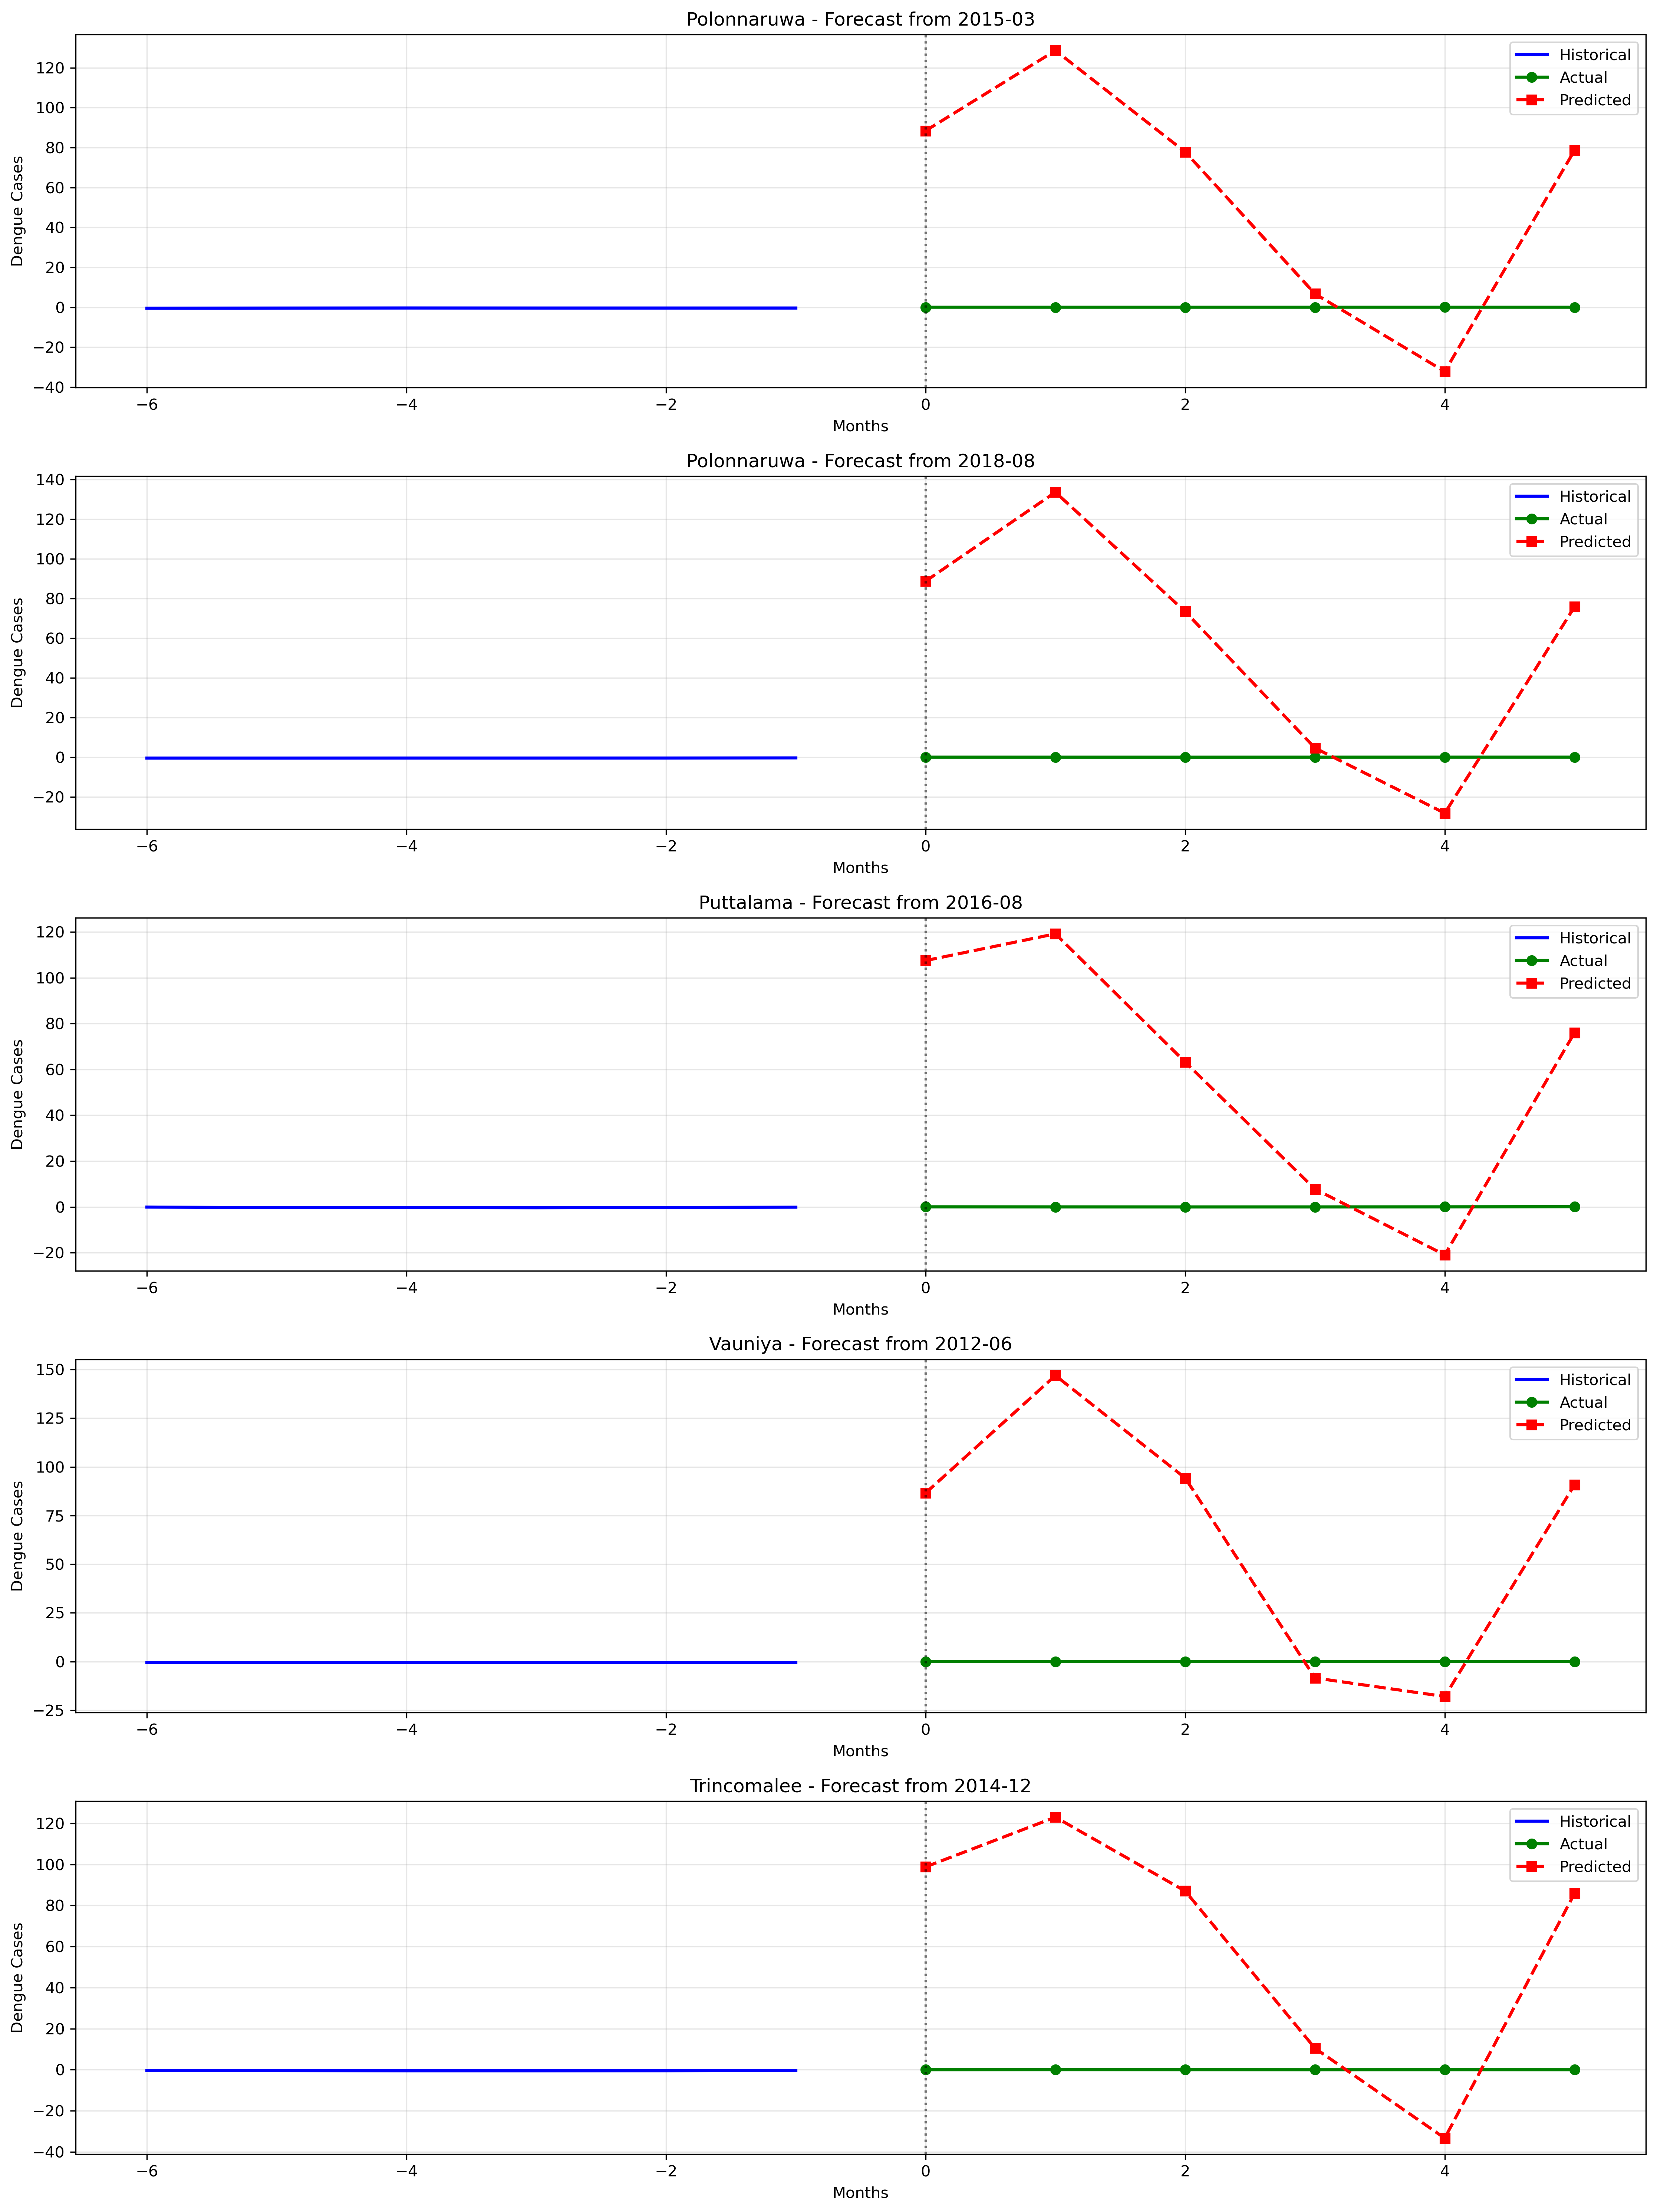 Polonnaruwa - Forecast from 2015-03
120
100
80
60
40
20
0
−20
−40
Dengue Cases
Historical
Actual
Predicted
−6 −4 −2 0 2 4
Months
Polonnaruwa - Forecast from 2018-08
140
120
100
80
60
40
20
0
−20
Dengue Cases
Historical
Actual
Predicted
−6 −4 −2 0 2 4
Months
Puttalama - Forecast from 2016-08
120
100
80
60
40
20
0
−20
Dengue Cases
Historical
Actual
Predicted
−6 −4 −2 0 2 4
Months
Vauniya - Forecast from 2012-06
150
125
100
75
50
25
0
−25
Dengue Cases
Historical
Actual
Predicted
−6 −4 −2 0 2 4
Months
Trincomalee - Forecast from 2014-12
120
100
80
60
40
20
0
−20
−40
Dengue Cases
Historical
Actual
Predicted
−6 −4 −2 0 2 4
Months